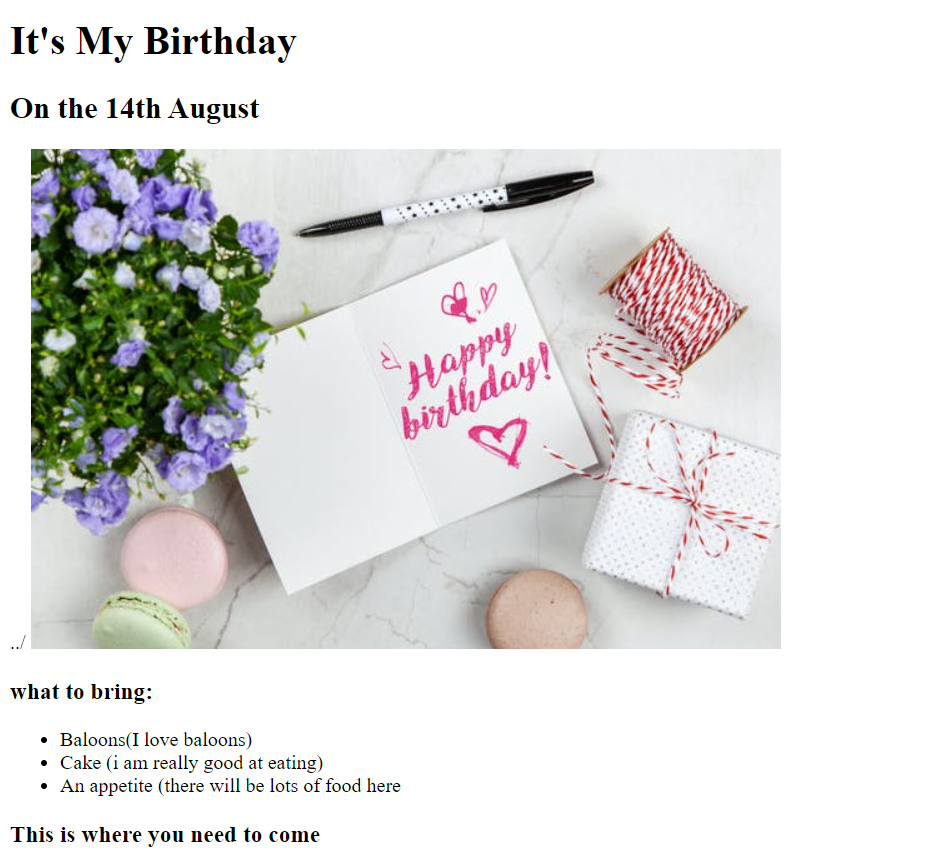 It's My Birthday
On the 14th August
Happy
birthday!
../
what to bring:
Baloons(I love baloons)
Cake (i am really good at eating)
An appetite (there will be lots of food here
This is where you need to come